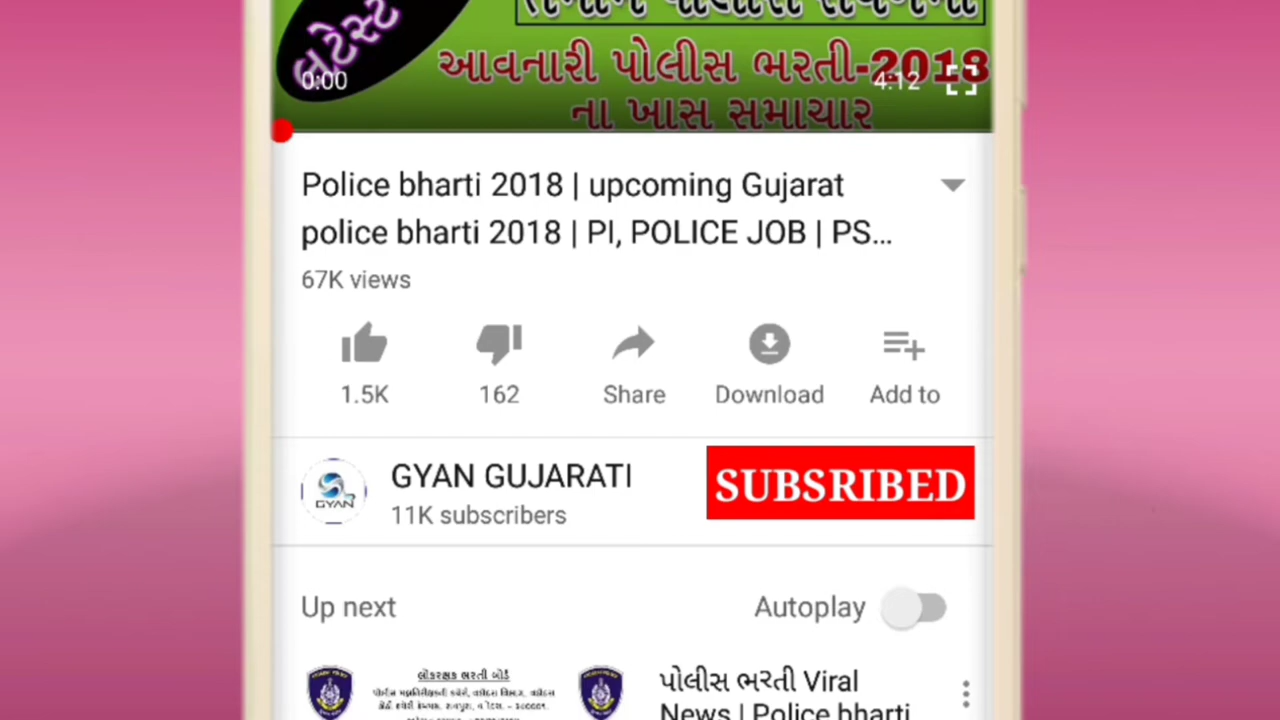 લેટેસ્ટ
તમામ પોલીસ
આવનારી પોલીસ ભરતી-2018
0:00
4:12
ના ખાસ સમાચાર
Police bharti 2018 | upcoming Gujarat
police bharti 2018 | PI, POLICE JOB | PS...
67K views
1.5K
162
Share
Download
Add to
GYAN
GYAN GUJARATI
SUBSRIBED
11K subscribers
Up next
Autoplay
લોકરક્ષક ભરતી બોર્ડ
પોલીસ ભરતી Viral
News | Police bharti